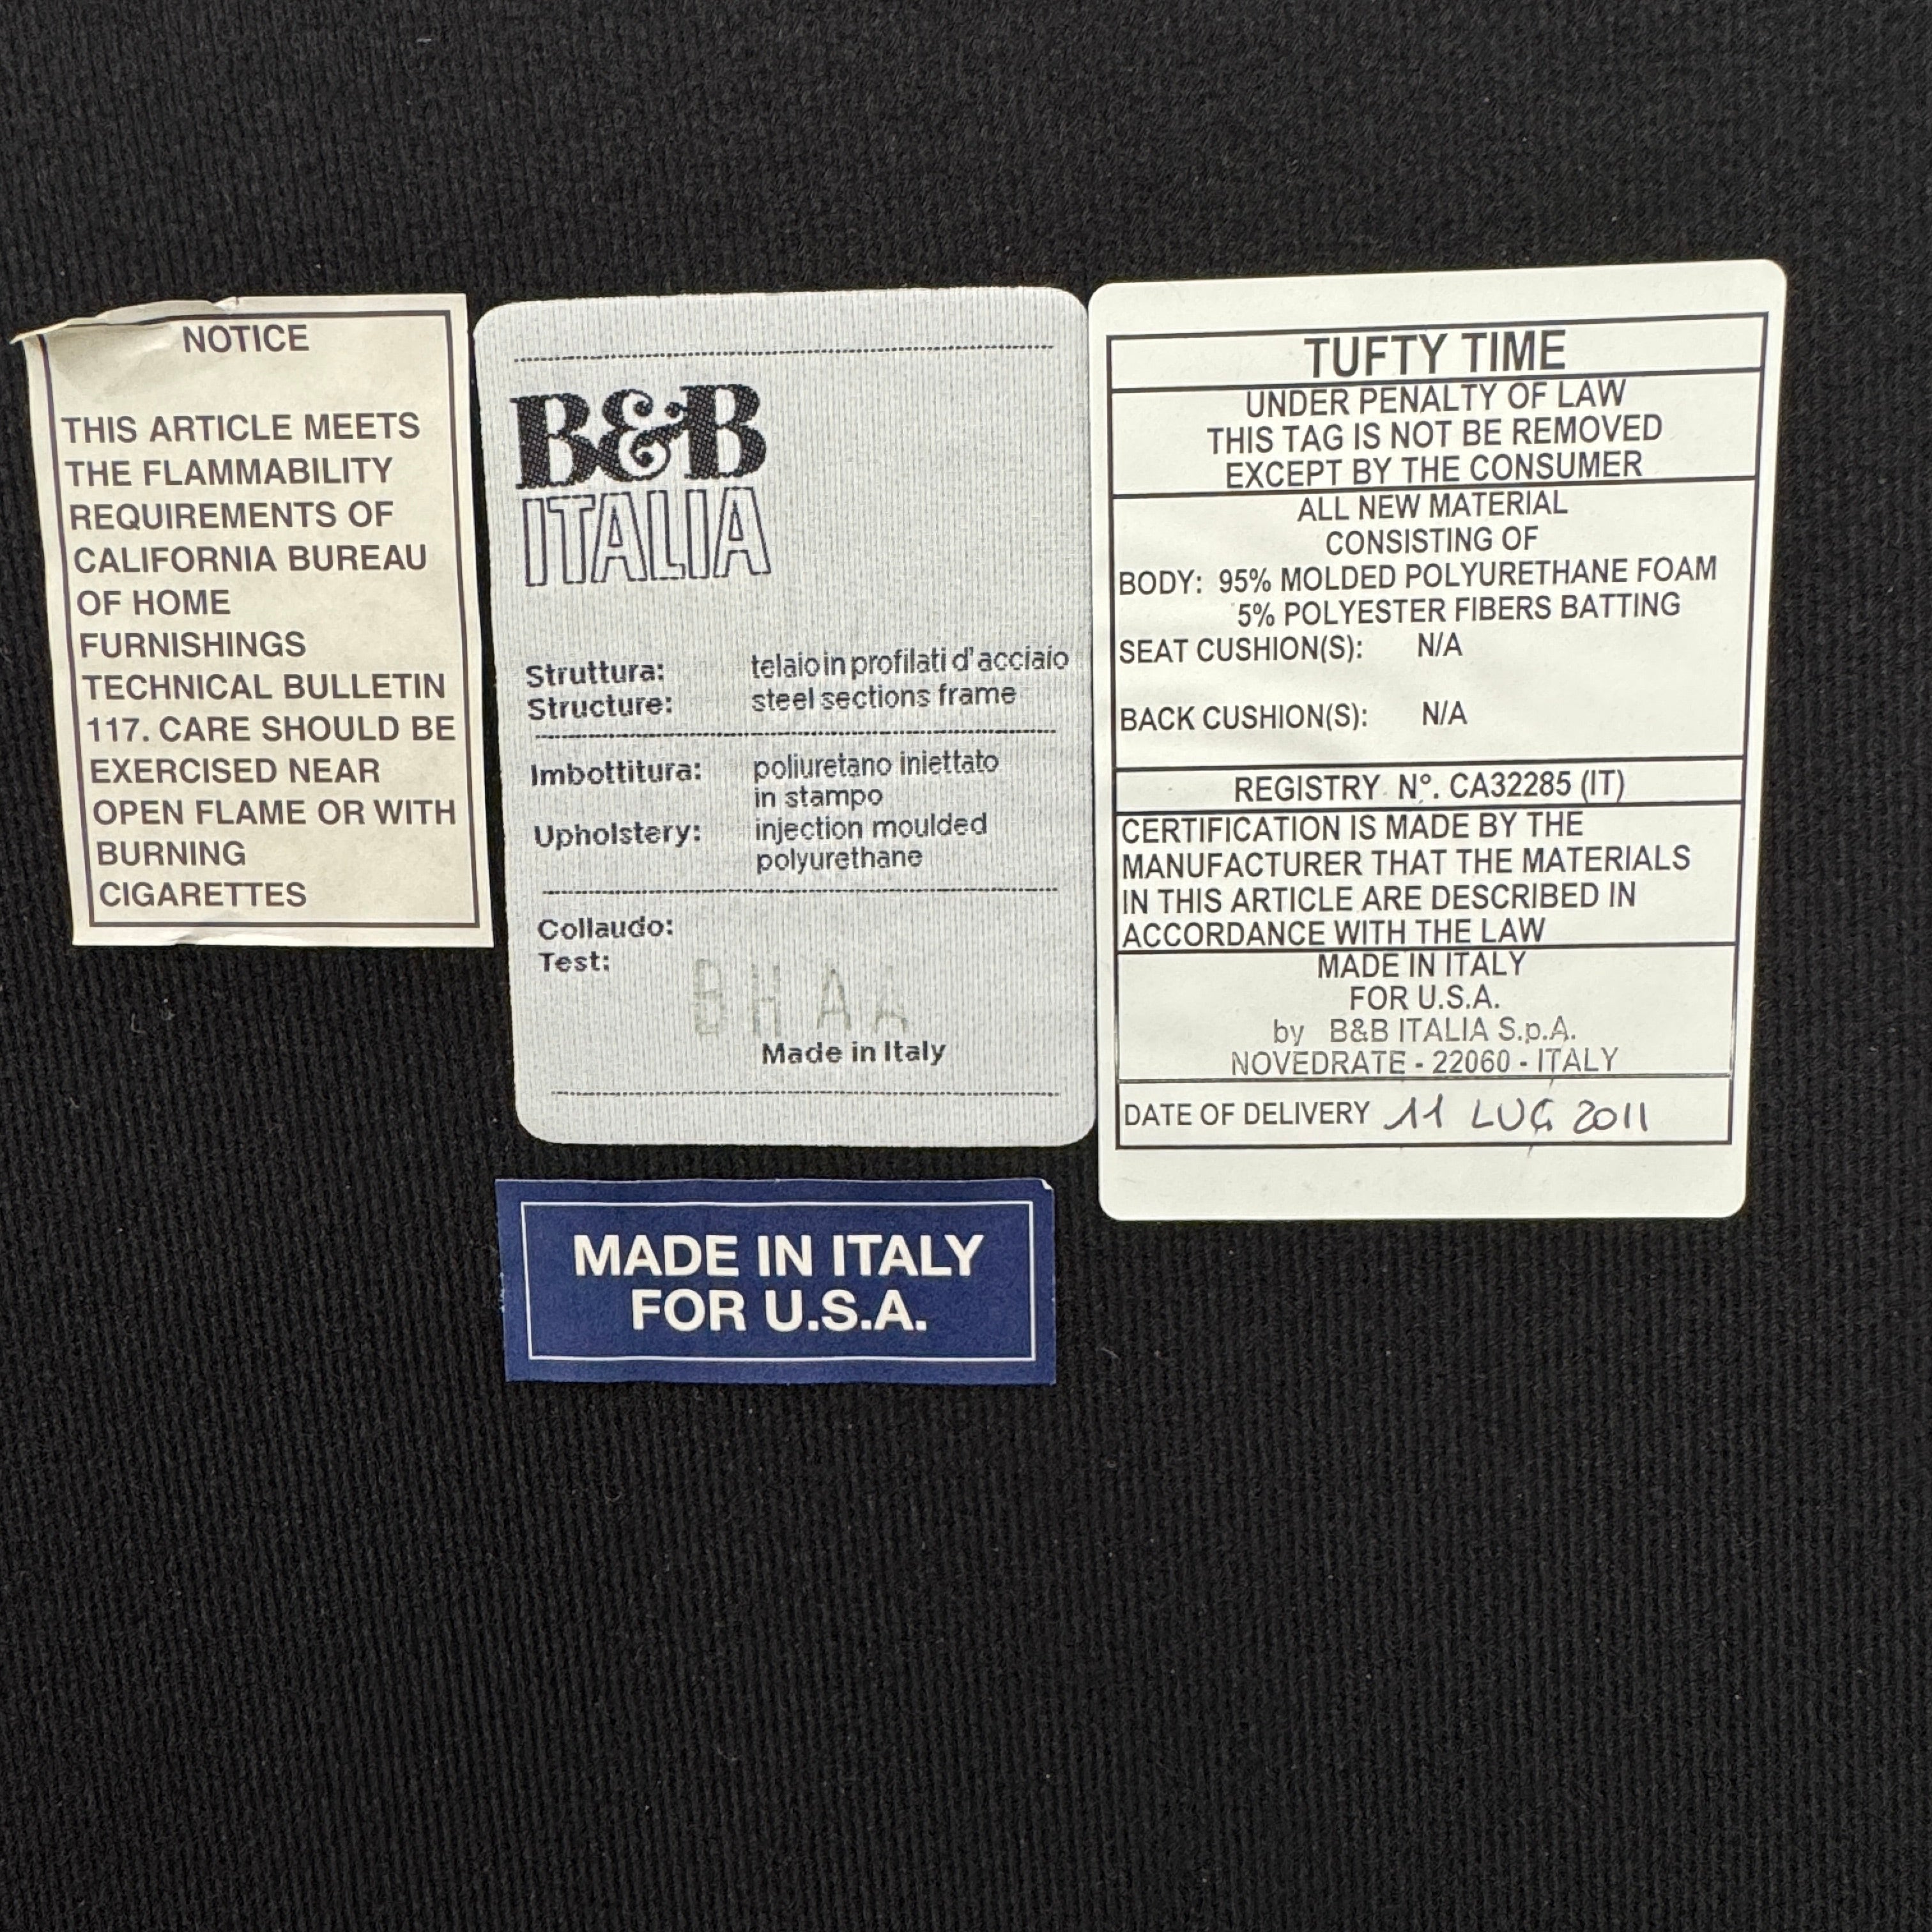 NOTICE
THIS ARTICLE MEETS
THE FLAMMABILITY
REQUIREMENTS OF
CALIFORNIA BUREAU
OF HOME
FURNISHINGS
TECHNICAL BULLETIN
117. CARE SHOULD BE
EXERCISED NEAR
OPEN FLAME OR WITH
BURNING
CIGARETTES
B&B
ITALIA
Struttura: telaio in profilati d'acciaio
Structure: steel sections frame
Imbottitura: poliuretano iniettato
in stampo
Upholstery: injection moulded
polyurethane
Collaudo:
Test:
BHAA
Made in Italy
MADE IN ITALY
FOR U.S.A.
TUFTY TIME
UNDER PENALTY OF LAW
THIS TAG IS NOT BE REMOVED
EXCEPT BY THE CONSUMER
ALL NEW MATERIAL
CONSISTING OF
BODY: 95% MOLDED POLYURETHANE FOAM
5% POLYESTER FIBERS BATTING
SEAT CUSHION(S): N/A
BACK CUSHION(S): N/A
REGISTRY N°. CA32285 (IT)
CERTIFICATION IS MADE BY THE
MANUFACTURER THAT THE MATERIALS
IN THIS ARTICLE ARE DESCRIBED IN
ACCORDANCE WITH THE LAW
MADE IN ITALY
FOR U.S.A.
by B&B ITALIA S.p.A.
NOVEDRATE - 22060 - ITALY
DATE OF DELIVERY 11 LUG 2011